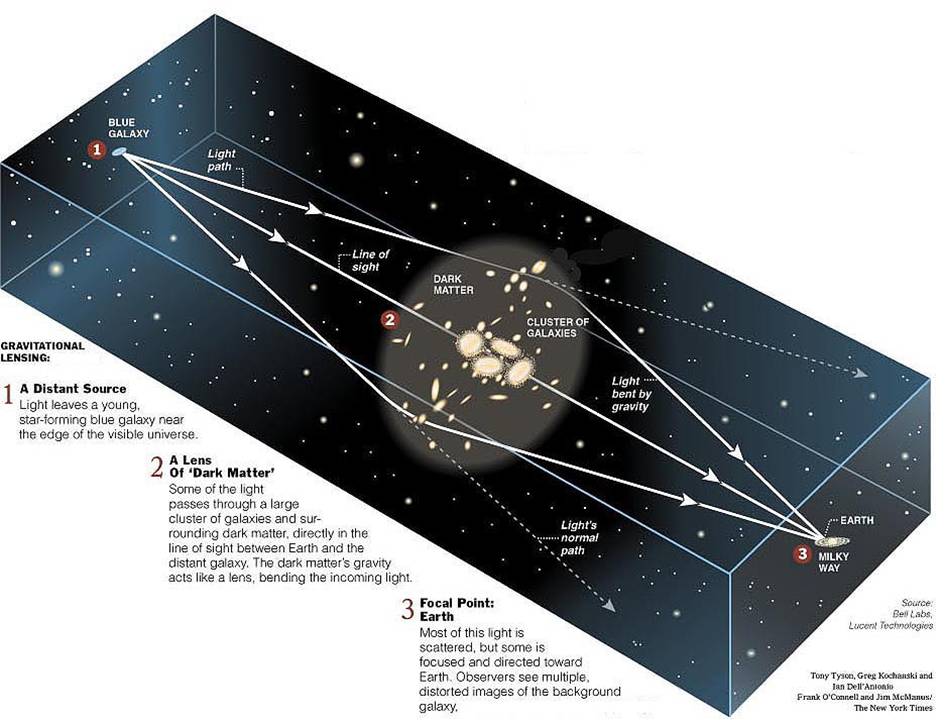 BLUE
GALAXY
1
Light
path
Line of
sight
DARK
MATTER
2
CLUSTER OF
GALAXIES
Light
bent by
gravity
Light's
normal
path
EARTH
3
MILKY
WAY
GRAVITATIONAL
LENSING:
1 A Distant Source
Light leaves a young,
star-forming blue galaxy near
the edge of the visible universe.
2 A Lens
Of ‘Dark Matter’
Some of the light
passes through a large
cluster of galaxies and sur-
rounding dark matter, directly in the
line of sight between Earth and the
distant galaxy. The dark matter's gravity
acts like a lens, bending the incoming light.
3 Focal Point:
Earth
Most of this light is
scattered, but some is
focused and directed toward
Earth. Observers see multiple,
distorted images of the background
galaxy,
Source:
Bell Labs,
Lucent Technologies
Tony Tyson, Greg Kochanski and
Ian Dell'Antonio
Frank O'Connell and Jim McManus/
The New York Times